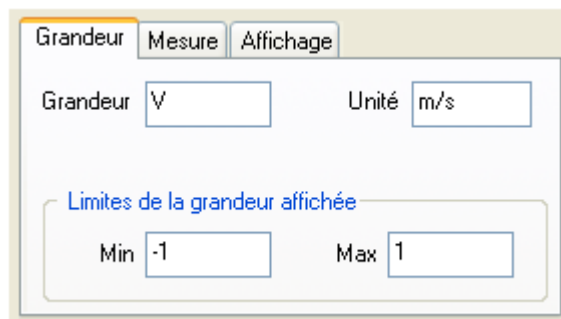 Grandeur Mesure Affichage
Grandeur V Unité m/s
Limites de la grandeur affichée
Min -1 Max 1